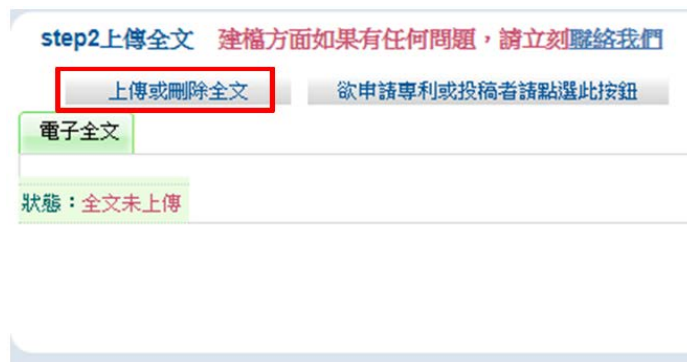 step2上傳全文 建檔方面如果有任何問題，請立刻聯絡我們
上傳或刪除全文 欲申請專利或投稿者請點選此按鈕
電子全文
狀態：全文未上傳